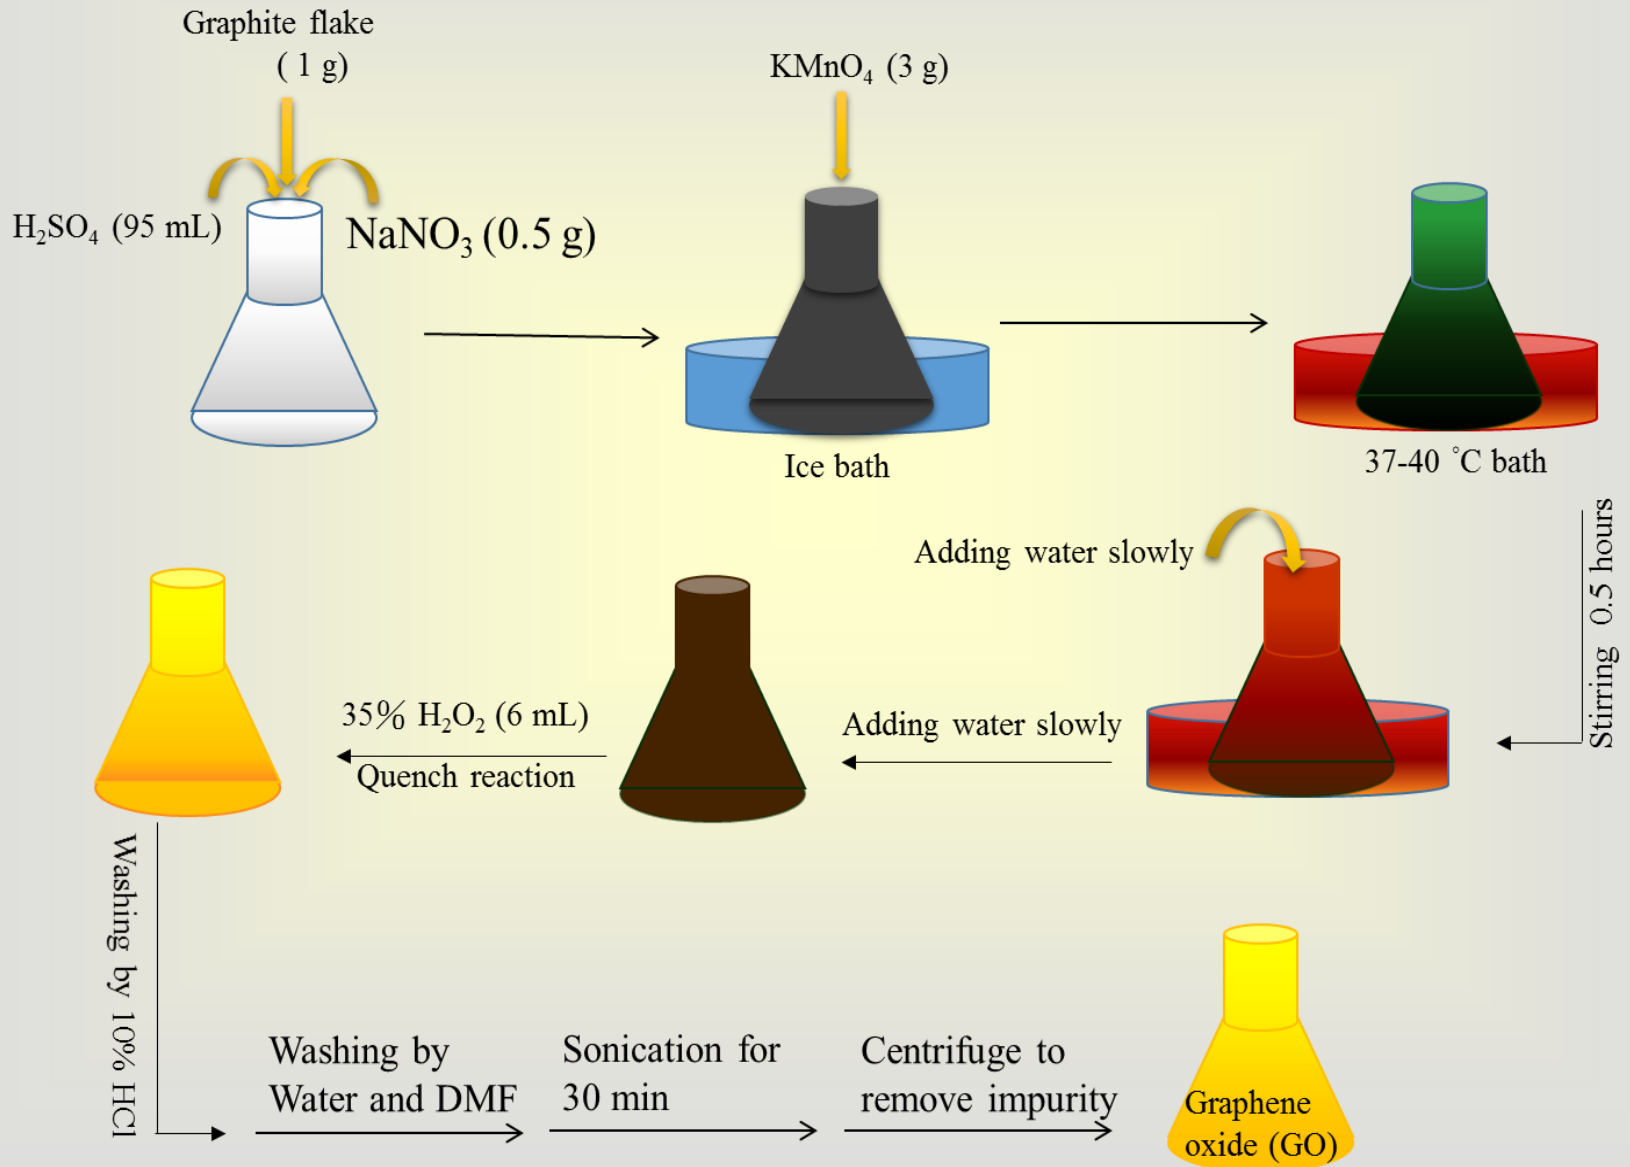 Graphite flake
( 1 g)
KMnO₄ (3 g)
H₂SO₄ (95 mL)
NaNO₃ (0.5 g)
Ice bath
37-40 °C bath
Stirring 0.5 hours
Adding water slowly
Adding water slowly
35% H₂O₂ (6 mL)
Quench reaction
Washing by 10% HCl
Washing by
Water and DMF
Sonication for
30 min
Centrifuge to
remove impurity
Graphene
oxide (GO)